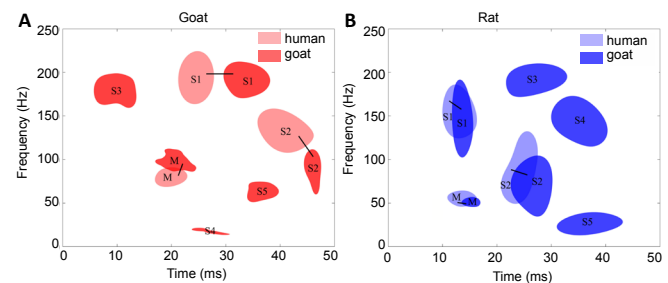 A
Goat
human
goat
250
200
150
100
50
0
Frequency (Hz)
S3
S1
S1
S2
M
M
S2
S5
S4
0
10
20
30
40
50
Time (ms)
B
Rat
human
goat
250
200
150
100
50
0
Frequency (Hz)
S3
S1
S1
S4
S2
S2
M
M
S5
0
10
20
30
40
50
Time (ms)